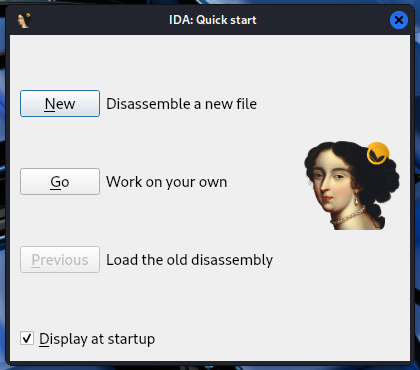 IDA: Quick start
New Disassemble a new file
Go Work on your own
Previous Load the old disassembly
Display at startup